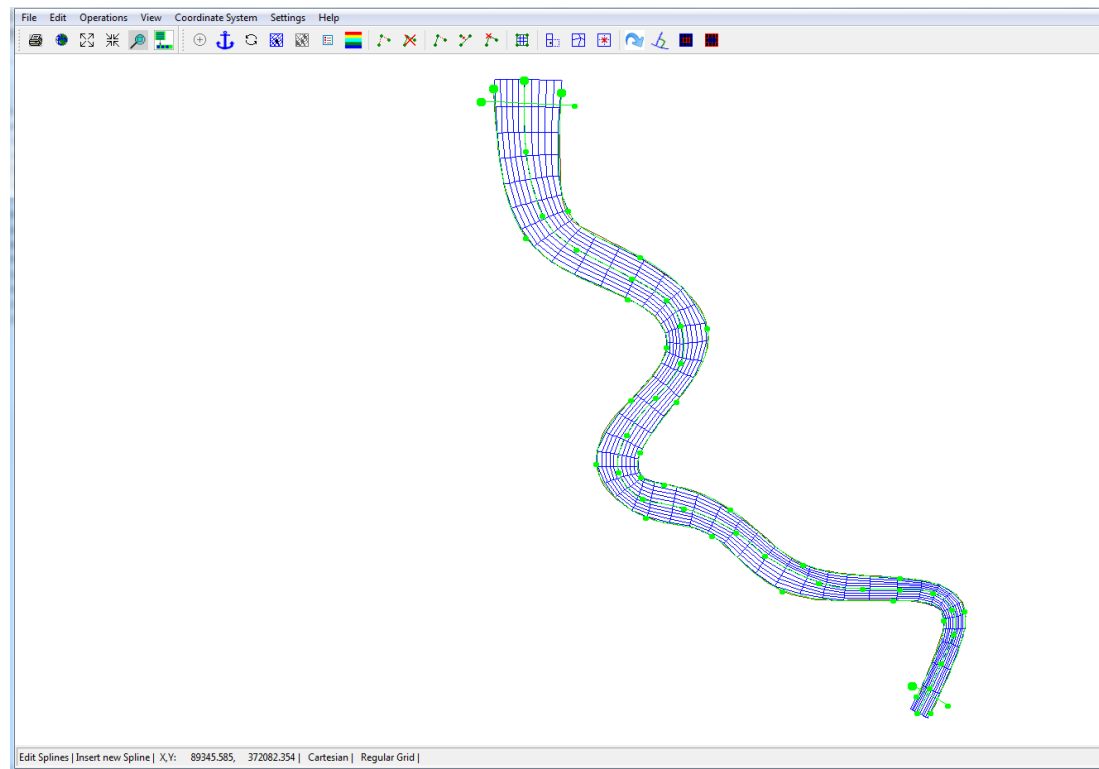 File Edit Operations View Coordinate System Settings Help
Edit Splines | Insert new Spline | X,Y: 89345.585, 372082.354 | Cartesian | Regular Grid |